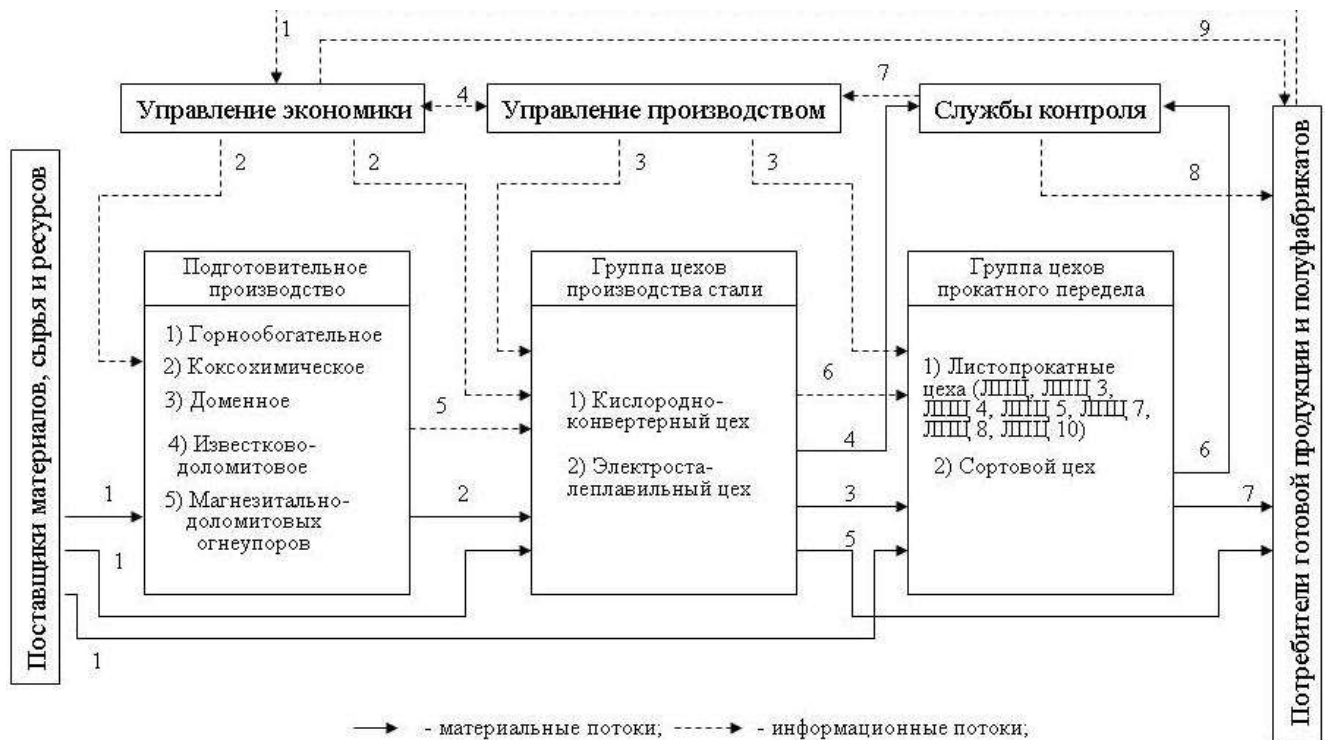 1
9
Управление экономики
4
Управление производством
7
Службы контроля
2
2
3
3
8
Поставщики материалов, сырья и ресурсов
Потребители готовой продукции и полуфабрикатов
Подготовительное
производство
1) Горнообогательное
2) Коксохимическое
3) Доменное
4) Известково-
доломитовое
5) Магнезитально-
доломитовых
огнеупоров
5
Группа цехов
производства стали
1) Кислородно-
конвертерный цех
2) Электроста-
леплавильный цех
6
4
3
5
Группа цехов
прокатного передела
1) Листопрокатные
цеха (ЛПЦ, ЛПЦ 3,
ЛПЦ 4, ЛПЦ 5, ЛПЦ 7,
ЛПЦ 8, ЛПЦ 10)
2) Сортовой цех
6
7
1
2
1
1
- материальные потоки;
- информационные потоки;